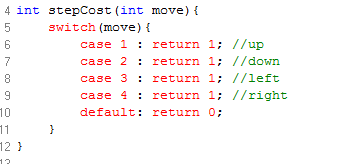 4 int stepCost(int move){
5     switch(move){
6         case 1 : return 1; //up
7         case 2 : return 1; //down
8         case 3 : return 1; //left
9         case 4 : return 1; //right
10         default: return 0;
11     }
12 }